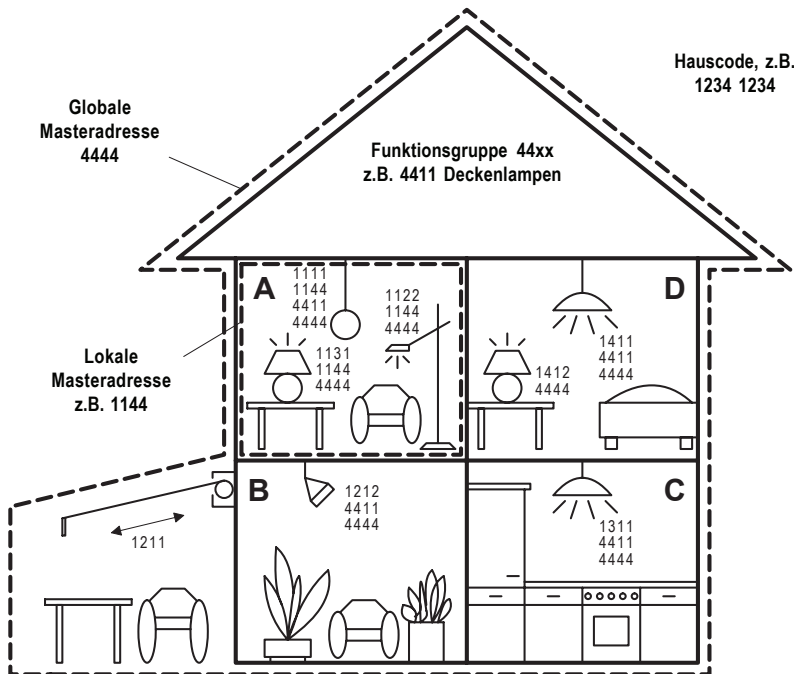 Hauscode, z.B.
1234 1234
Globale
Masteradresse
4444
Funktionsgruppe 44xx
z.B. 4411 Deckenlampen
A
1111
1144
4411
4444
1122
1144
4444
1131
1144
4444
D
1411
4411
4444
1412
4444
Lokale
Masteradresse
z.B. 1144
B
1212
4411
4444
C
1311
4411
4444
1211